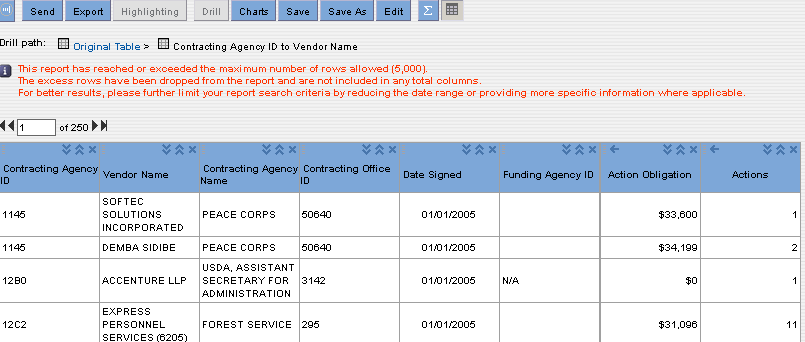 Send Export Highlighting Drill Charts Save Save As Edit Σ
Drill path: Original Table > Contracting Agency ID to Vendor Name
This report has reached or exceeded the maximum number of rows allowed (5,000).
The excess rows have been dropped from the report and are not included in any total columns.
For better results, please further limit your report search criteria by reducing the date range or providing more specific information where applicable.
1 of 250
Contracting Agency ID Vendor Name Contracting Agency Name Contracting Office ID Date Signed Funding Agency ID Action Obligation Actions
1145 SOFTEC SOLUTIONS INCORPORATED PEACE CORPS 50640 01/01/2005 $33,600 1
1145 DEMBA SIDIBE PEACE CORPS 50640 01/01/2005 $34,199 2
12B0 ACCENTURE LLP USDA, ASSISTANT SECRETARY FOR ADMINISTRATION 3142 01/01/2005 N/A $0 1
12C2 EXPRESS PERSONNEL SERVICES (6205) FOREST SERVICE 295 01/01/2005 $31,096 11